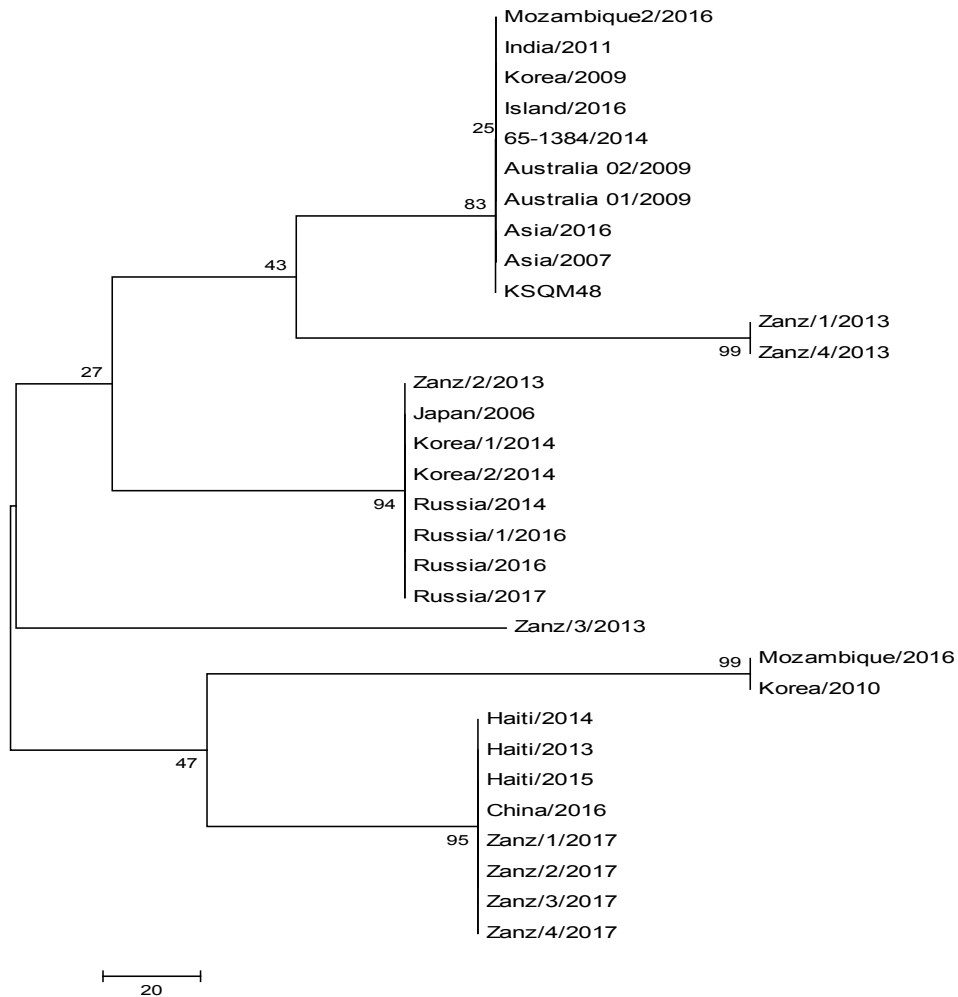 Mozambique2/2016
India/2011
Korea/2009
Island/2016
25
65-1384/2014
Australia 02/2009
Australia 01/2009
83
Asia/2016
Asia/2007
43
KSQM48
Zanz/1/2013
99
Zanz/4/2013
27
Zanz/2/2013
Japan/2006
Korea/1/2014
Korea/2/2014
94
Russia/2014
Russia/1/2016
Russia/2016
Russia/2017
Zanz/3/2013
99
Mozambique/2016
Korea/2010
Haiti/2014
Haiti/2013
47
Haiti/2015
China/2016
95
Zanz/1/2017
Zanz/2/2017
Zanz/3/2017
Zanz/4/2017
20